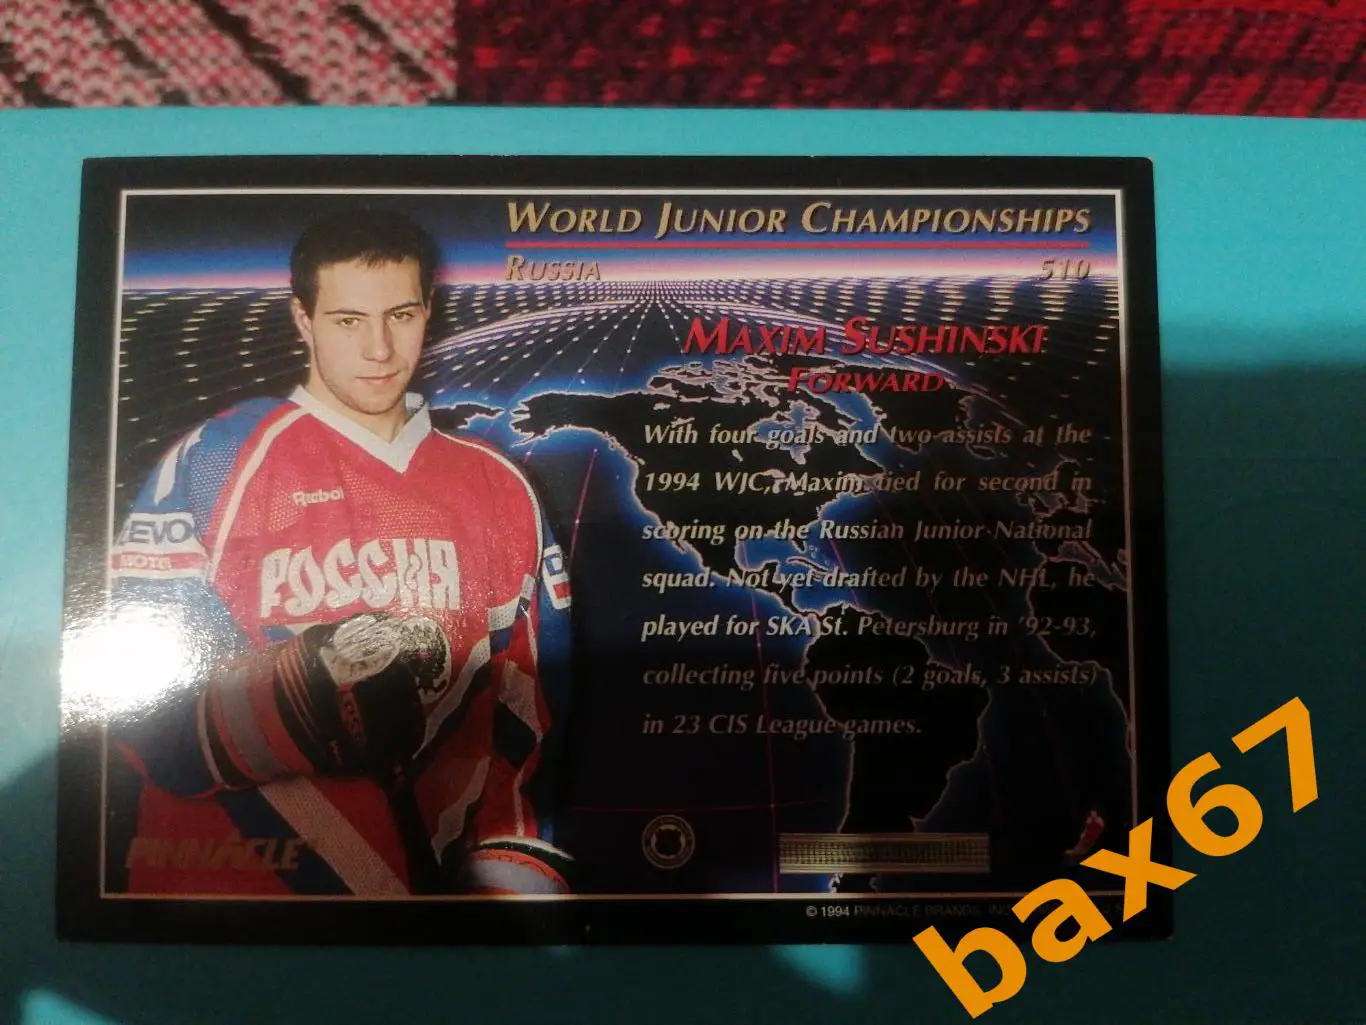 WORLD JUNIOR CHAMPIONSHIPS
RUSSIA 510
MAXIM SUSHINSKI
FORWARD
With four goals and two assists at the
1994 WJC, Maxim tied for second in
scoring on the Russian Junior National
squad. Not yet drafted by the NHL, he
played for SKA St. Petersburg in '92-93,
collecting five points (2 goals, 3 assists)
in 23 CIS League games.
Reebok
РОССИЯ
PINNACLE
© 1994 PINNACLE BRANDS, INC.
bax67